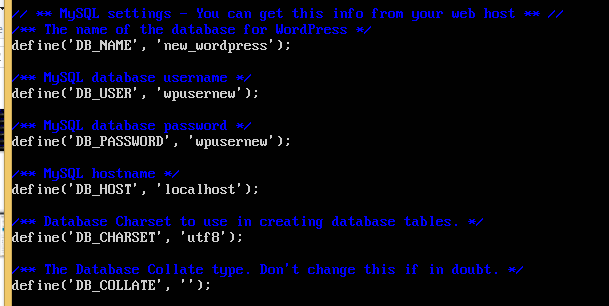 // ** MySQL settings - You can get this info from your web host ** //
/** The name of the database for WordPress */
define('DB_NAME', 'new_wordpress');
/** MySQL database username */
define('DB_USER', 'wpusernew');
/** MySQL database password */
define('DB_PASSWORD', 'wpusernew');
/** MySQL hostname */
define('DB_HOST', 'localhost');
/** Database Charset to use in creating database tables. */
define('DB_CHARSET', 'utf8');
/** The Database Collate type. Don't change this if in doubt. */
define('DB_COLLATE', '');